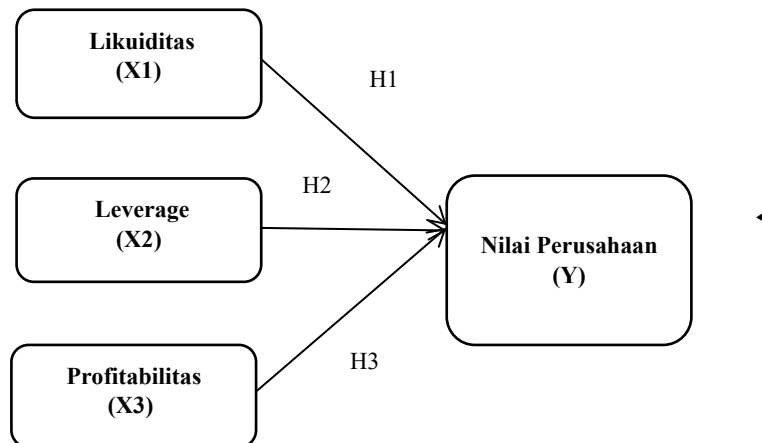 Likuiditas
(X1)
H1
H2
Leverage
(X2)
Nilai Perusahaan
(Y)
H3
Profitabilitas
(X3)